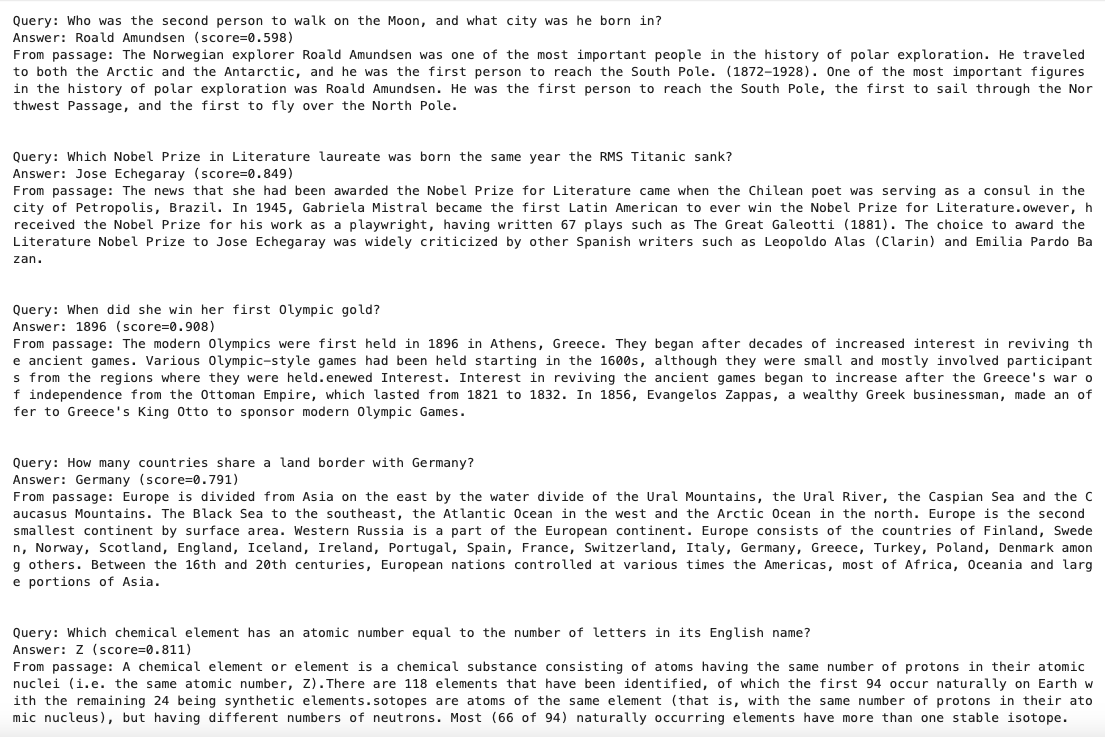 Query: Who was the second person to walk on the Moon, and what city was he born in?
Answer: Roald Amundsen (score=0.598)
From passage: The Norwegian explorer Roald Amundsen was one of the most important people in the history of polar exploration. He traveled
to both the Arctic and the Antarctic, and he was the first person to reach the South Pole. (1872–1928). One of the most important figures
in the history of polar exploration was Roald Amundsen. He was the first person to reach the South Pole, the first to sail through the Nor
thwest Passage, and the first to fly over the North Pole.
Query: Which Nobel Prize in Literature laureate was born the same year the RMS Titanic sank?
Answer: Jose Echegaray (score=0.849)
From passage: The news that she had been awarded the Nobel Prize for Literature came when the Chilean poet was serving as a consul in the
city of Petropolis, Brazil. In 1945, Gabriela Mistral became the first Latin American to ever win the Nobel Prize for Literature.owever, h
received the Nobel Prize for his work as a playwright, having written 67 plays such as The Great Galeotti (1881). The choice to award the
Literature Nobel Prize to Jose Echegaray was widely criticized by other Spanish writers such as Leopoldo Alas (Clarin) and Emilia Pardo Ba
zan.
Query: When did she win her first Olympic gold?
Answer: 1896 (score=0.908)
From passage: The modern Olympics were first held in 1896 in Athens, Greece. They began after decades of increased interest in reviving th
e ancient games. Various Olympic–style games had been held starting in the 1600s, although they were small and mostly involved participant
s from the regions where they were held.enewed Interest. Interest in reviving the ancient games began to increase after the Greece's war o
f independence from the Ottoman Empire, which lasted from 1821 to 1832. In 1856, Evangelos Zappas, a wealthy Greek businessman, made an of
fer to Greece's King Otto to sponsor modern Olympic Games.
Query: How many countries share a land border with Germany?
Answer: Germany (score=0.791)
From passage: Europe is divided from Asia on the east by the water divide of the Ural Mountains, the Ural River, the Caspian Sea and the C
aucasus Mountains. The Black Sea to the southeast, the Atlantic Ocean in the west and the Arctic Ocean in the north. Europe is the second
smallest continent by surface area. Western Russia is a part of the European continent. Europe consists of the countries of Finland, Swede
n, Norway, Scotland, England, Iceland, Ireland, Portugal, Spain, France, Switzerland, Italy, Germany, Greece, Turkey, Poland, Denmark amon
g others. Between the 16th and 20th centuries, European nations controlled at various times the Americas, most of Africa, Oceania and larg
e portions of Asia.
Query: Which chemical element has an atomic number equal to the number of letters in its English name?
Answer: Z (score=0.811)
From passage: A chemical element or element is a chemical substance consisting of atoms having the same number of protons in their atomic
nuclei (i.e. the same atomic number, Z).There are 118 elements that have been identified, of which the first 94 occur naturally on Earth w
ith the remaining 24 being synthetic elements.sotopes are atoms of the same element (that is, with the same number of protons in their ato
mic nucleus), but having different numbers of neutrons. Most (66 of 94) naturally occurring elements have more than one stable isotope.